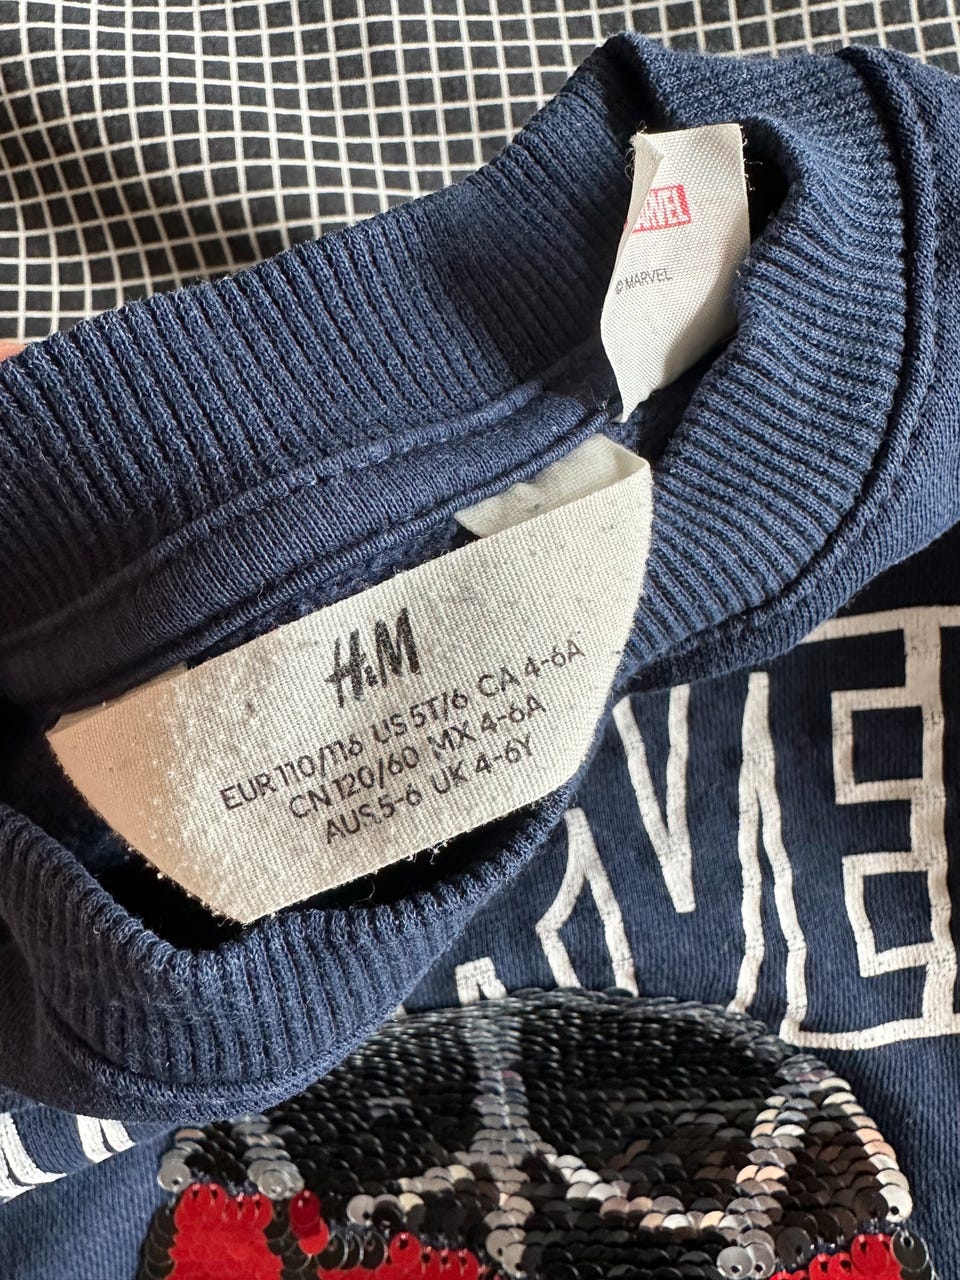 MARVEL
© MARVEL
H&M
EUR 110/116 US 5T/6 CA 4-6A
CN 120/60 MX 4-6A
AUS 5-6 UK 4-6Y